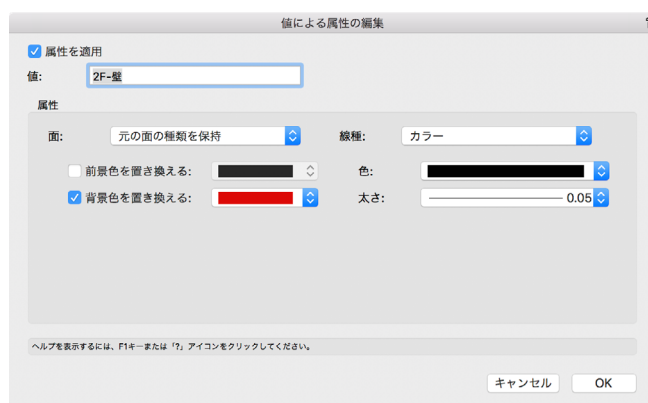 値による属性の編集
属性を適用
値: 2F-壁
属性
面: 元の面の種類を保持 線種: カラー
前景色を置き換える: 色:
背景色を置き換える: 太さ: 0.05
ヘルプを表示するには、F1キーまたは「?」アイコンをクリックしてください。
キャンセル OK